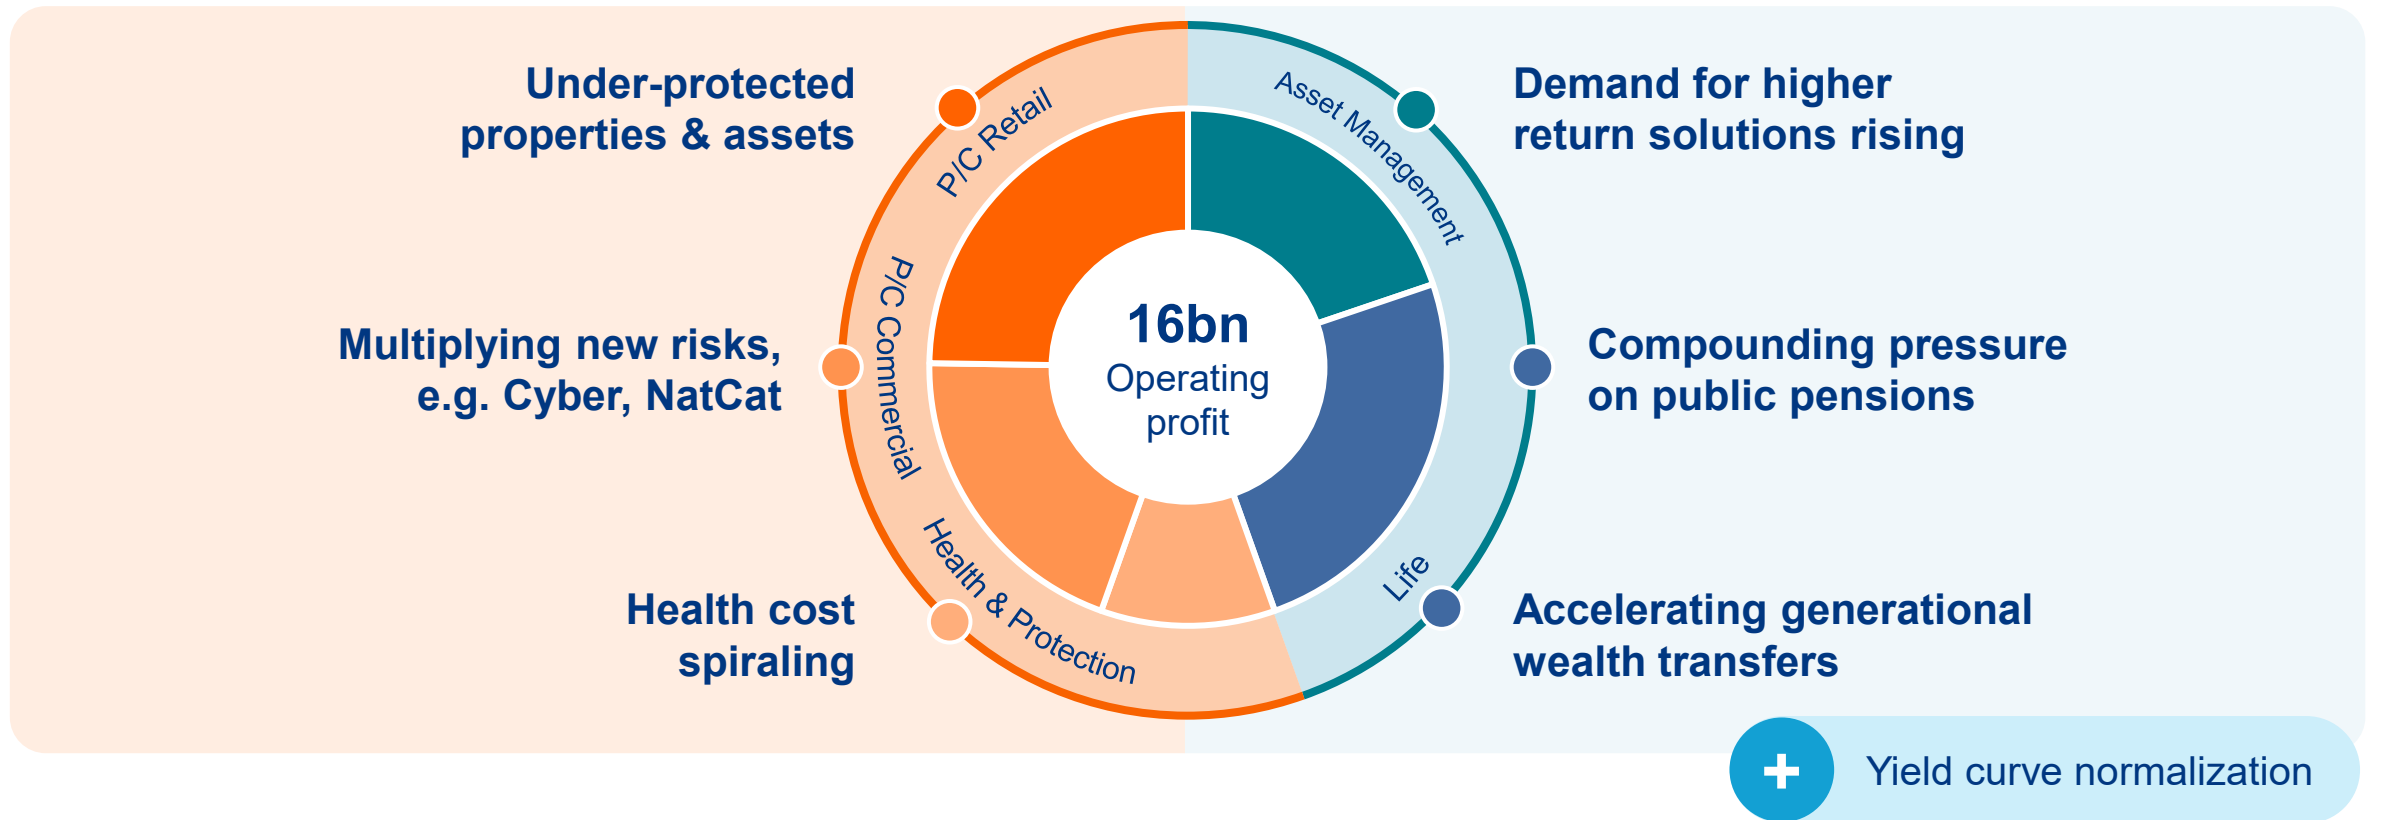 Under-protected
properties & assets
Multiplying new risks,
e.g. Cyber, NatCat
Health cost
spiraling
P/C Retail
P/C Commercial
Health & Protection
16bn
Operating
profit
Asset Management
Life
Demand for higher
return solutions rising
Compounding pressure
on public pensions
Accelerating generational
wealth transfers
+
Yield curve normalization